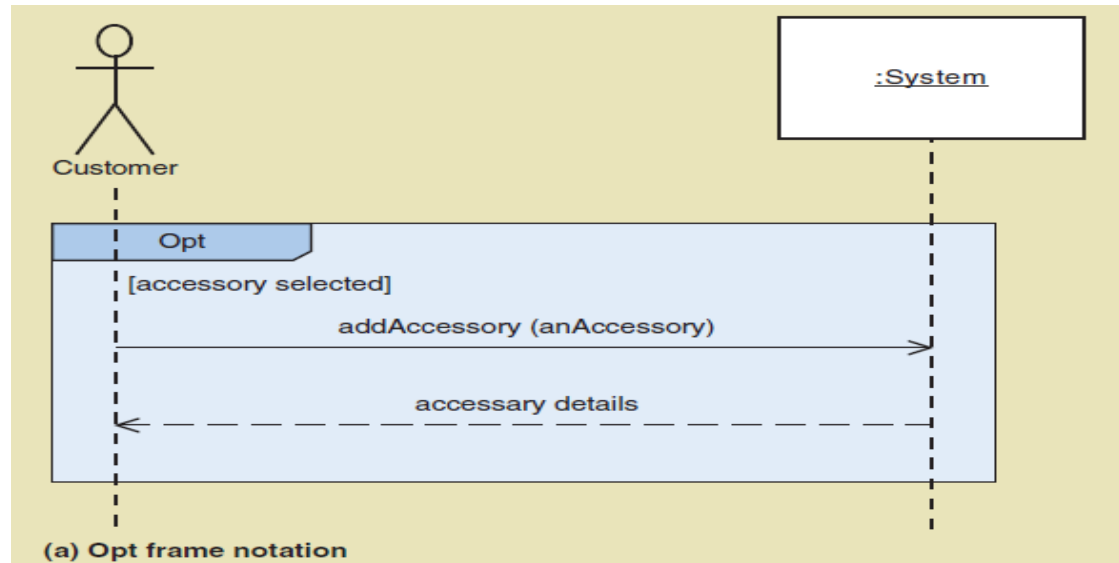 :System
Customer
Opt
[accessory selected]
addAccessory (anAccessory)
accessary details
(a) Opt frame notation